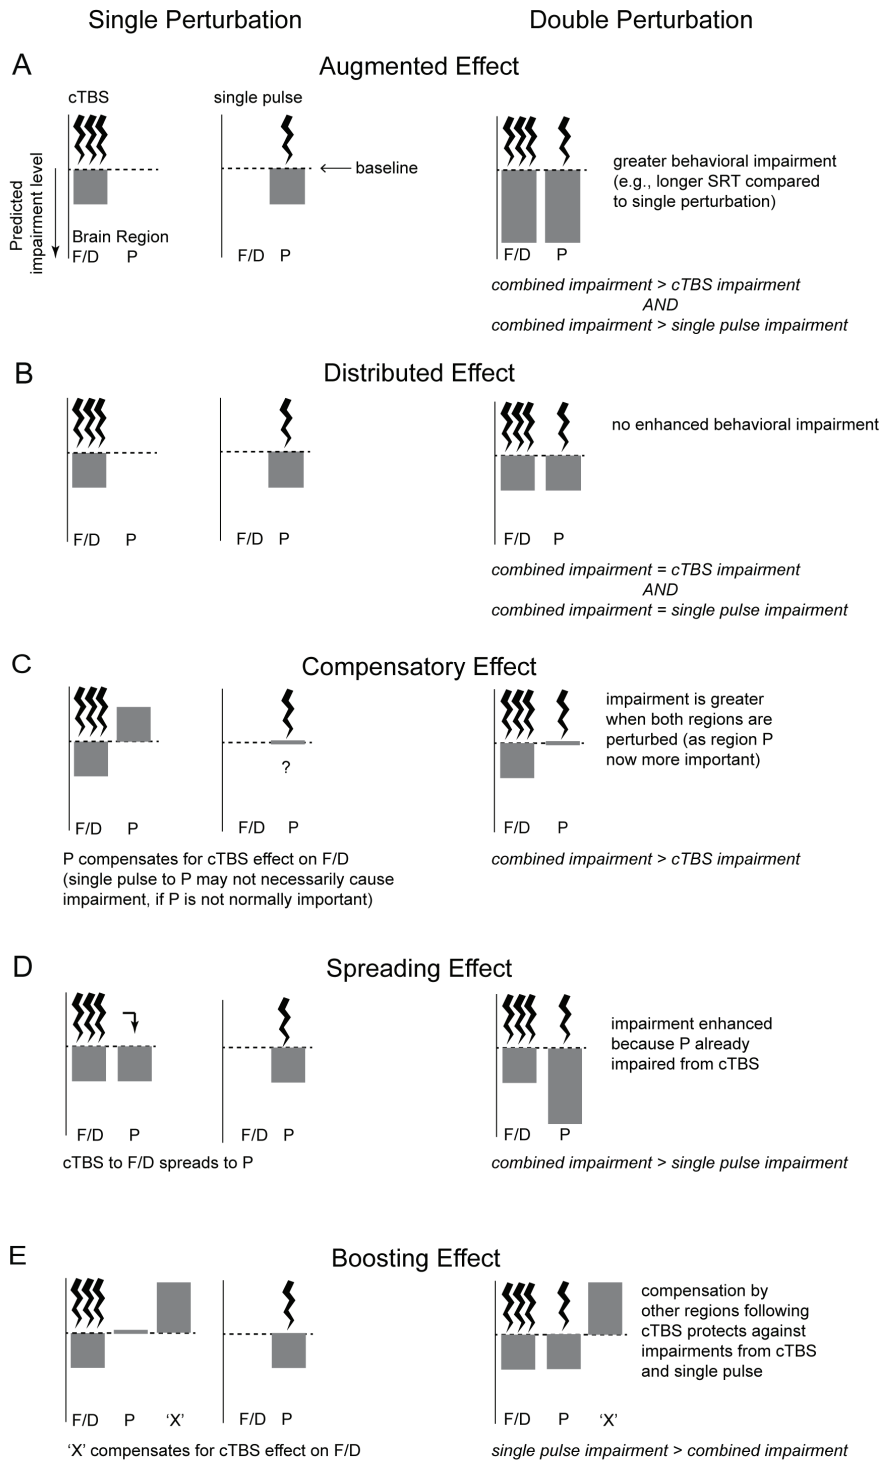 Single Perturbation
Double Perturbation
A
Augmented Effect
cTBS
single pulse
baseline
Predicted
impairment level
Brain Region
F/D P
F/D P
F/D P
greater behavioral impairment
(e.g., longer SRT compared
to single perturbation)
combined impairment > cTBS impairment
AND
combined impairment > single pulse impairment
B
Distributed Effect
F/D P
F/D P
F/D P
no enhanced behavioral impairment
combined impairment = cTBS impairment
AND
combined impairment = single pulse impairment
C
Compensatory Effect
F/D P
?
F/D P
F/D P
impairment is greater
when both regions are
perturbed (as region P
now more important)
P compensates for cTBS effect on F/D
(single pulse to P may not necessarily cause
impairment, if P is not normally important)
combined impairment > cTBS impairment
D
Spreading Effect
F/D P
F/D P
F/D P
impairment enhanced
because P already
impaired from cTBS
cTBS to F/D spreads to P
combined impairment > single pulse impairment
E
Boosting Effect
F/D P ‘X’
F/D P
F/D P ‘X’
compensation by
other regions following
cTBS protects against
impairments from cTBS
and single pulse
‘X’ compensates for cTBS effect on F/D
single pulse impairment > combined impairment